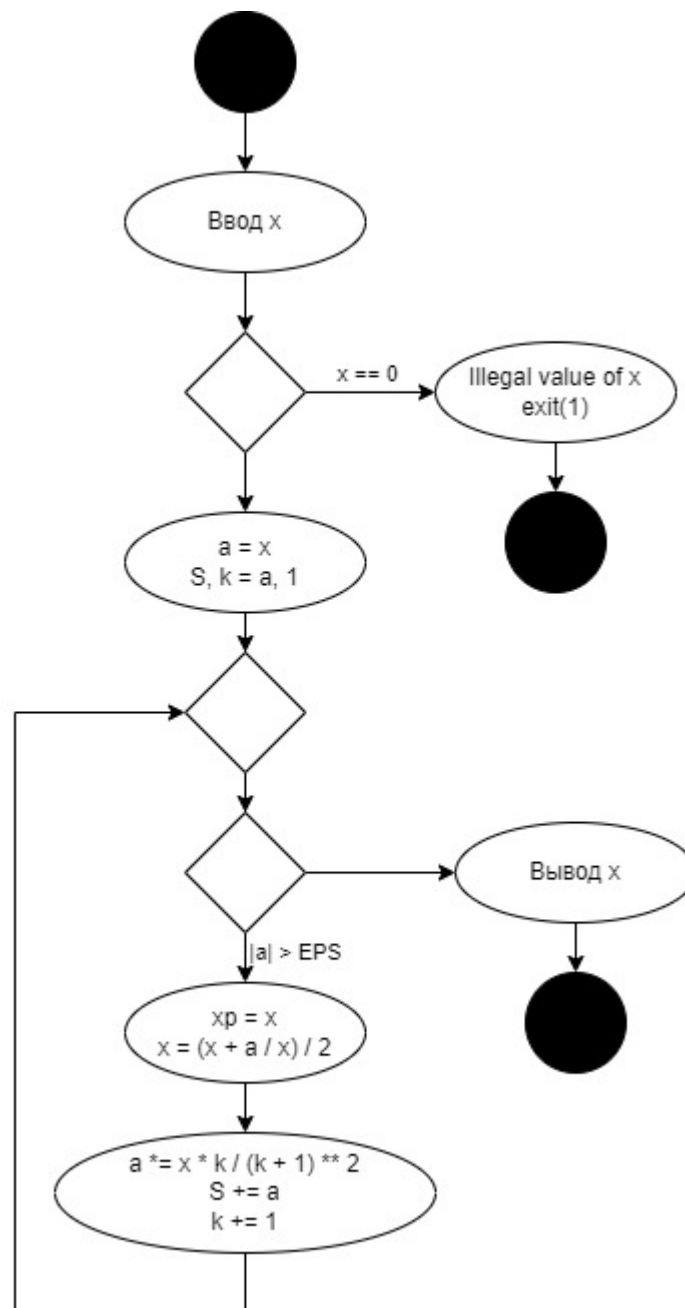 Ввод x
x == 0
Illegal value of x
exit(1)
a = x
S, k = a, 1
Вывод x
|a| > EPS
xp = x
x = (x + a / x) / 2
a *= x * k / (k + 1) ** 2
S += a
k += 1